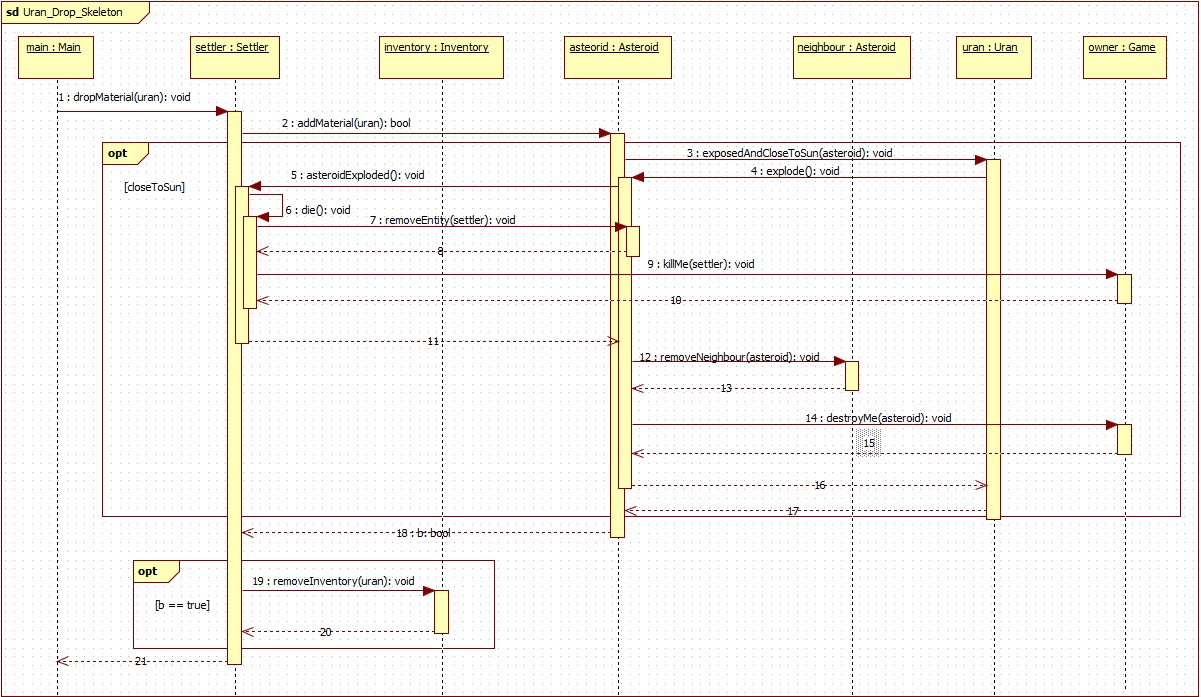 sd Uran_Drop_Skeleton
main : Main
settler : Settler
inventory : Inventory
asteorid : Asteroid
neighbour : Asteroid
uran : Uran
owner : Game
1 : dropMaterial(uran): void
2 : addMaterial(uran): bool
opt
[closeToSun]
3 : exposedAndCloseToSun(asteroid): void
4 : explode(): void
5 : asteroidExploded(): void
6 : die(): void
7 : removeEntity(settler): void
8
9 : killMe(settler): void
10
11
12 : removeNeighbour(asteroid): void
13
14 : destroyMe(asteroid): void
15
16
17
18 : b: bool
opt
[b == true]
19 : removeInventory(uran): void
20
21